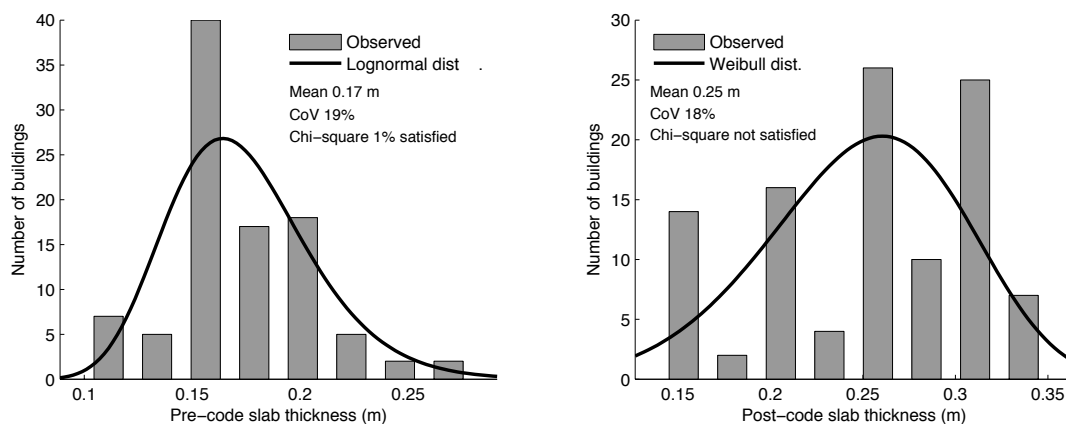 40
35
30
25
20
15
10
5
0
Number of buildings
Observed
Lognormal dist .
Mean 0.17 m
CoV 19%
Chi−square 1% satisfied
0.1 0.15 0.2 0.25
Pre−code slab thickness (m)
30
25
20
15
10
5
0
Number of buildings
Observed
Weibull dist.
Mean 0.25 m
CoV 18%
Chi−square not satisfied
0.15 0.2 0.25 0.3 0.35
Post−code slab thickness (m)